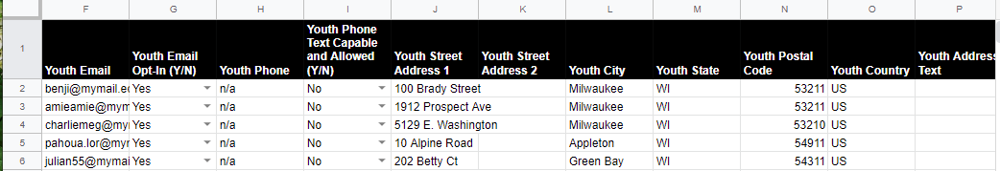 F G H I J K L M N O P
1 Youth Email Youth Email Opt-In (Y/N) Youth Phone Youth Phone Text Capable and Allowed (Y/N) Youth Street Address 1 Youth Street Address 2 Youth City Youth State Youth Postal Code Youth Country Youth Address Text
2 benji@mymail.ec Yes n/a No 100 Brady Street Milwaukee WI 53211 US
3 amieamie@mym Yes n/a No 1912 Prospect Ave Milwaukee WI 53211 US
4 charliemeg@my Yes n/a No 5129 E. Washington Milwaukee WI 53210 US
5 pahoua.lor@my Yes n/a No 10 Alpine Road Appleton WI 54911 US
6 julian55@mymai Yes n/a No 202 Betty Ct Green Bay WI 54311 US